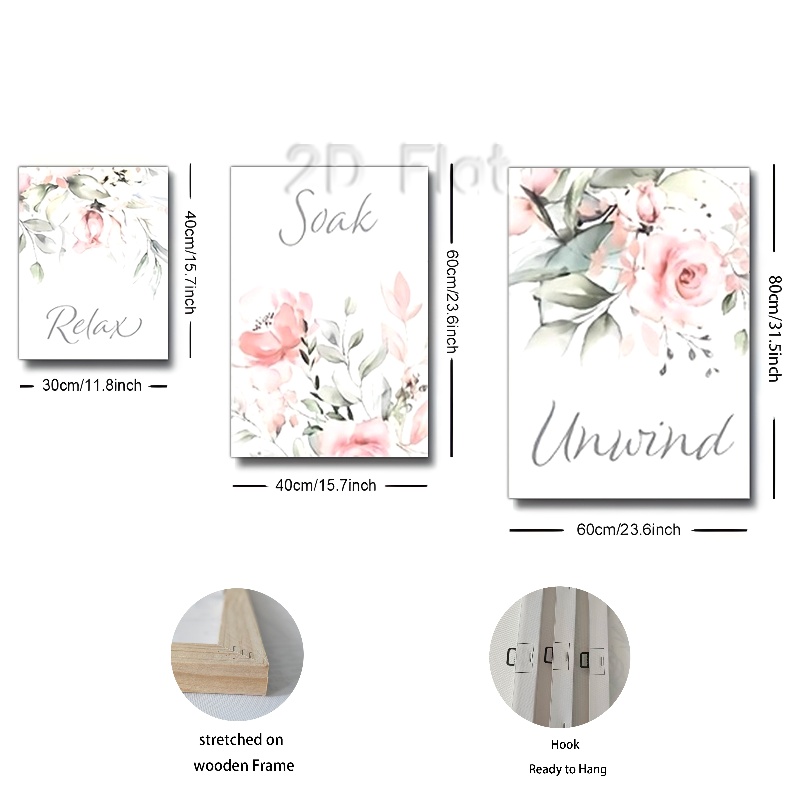 2D Flat
Relax
40cm/15.7inch
30cm/11.8inch
Soak
60cm/23.6inch
40cm/15.7inch
Unwind
80cm/31.5inch
60cm/23.6inch
stretched on
wooden Frame
Hook
Ready to Hang